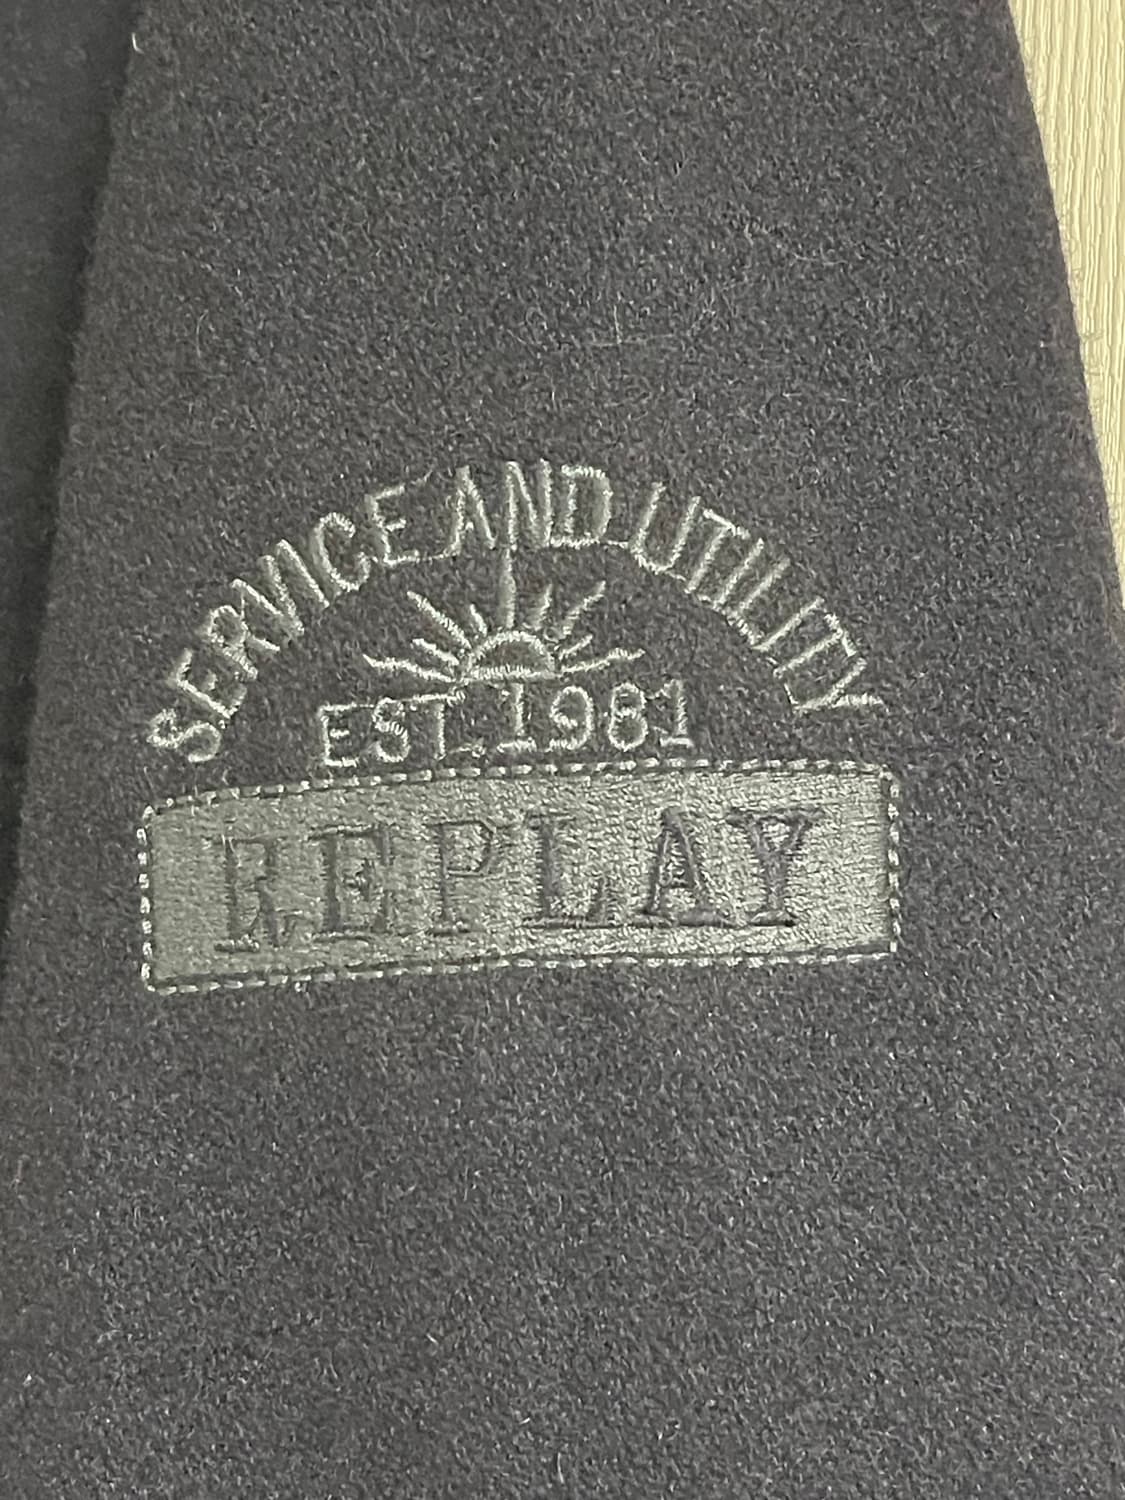 SERVICE AND UTILITY
EST. 1981
REPLAY